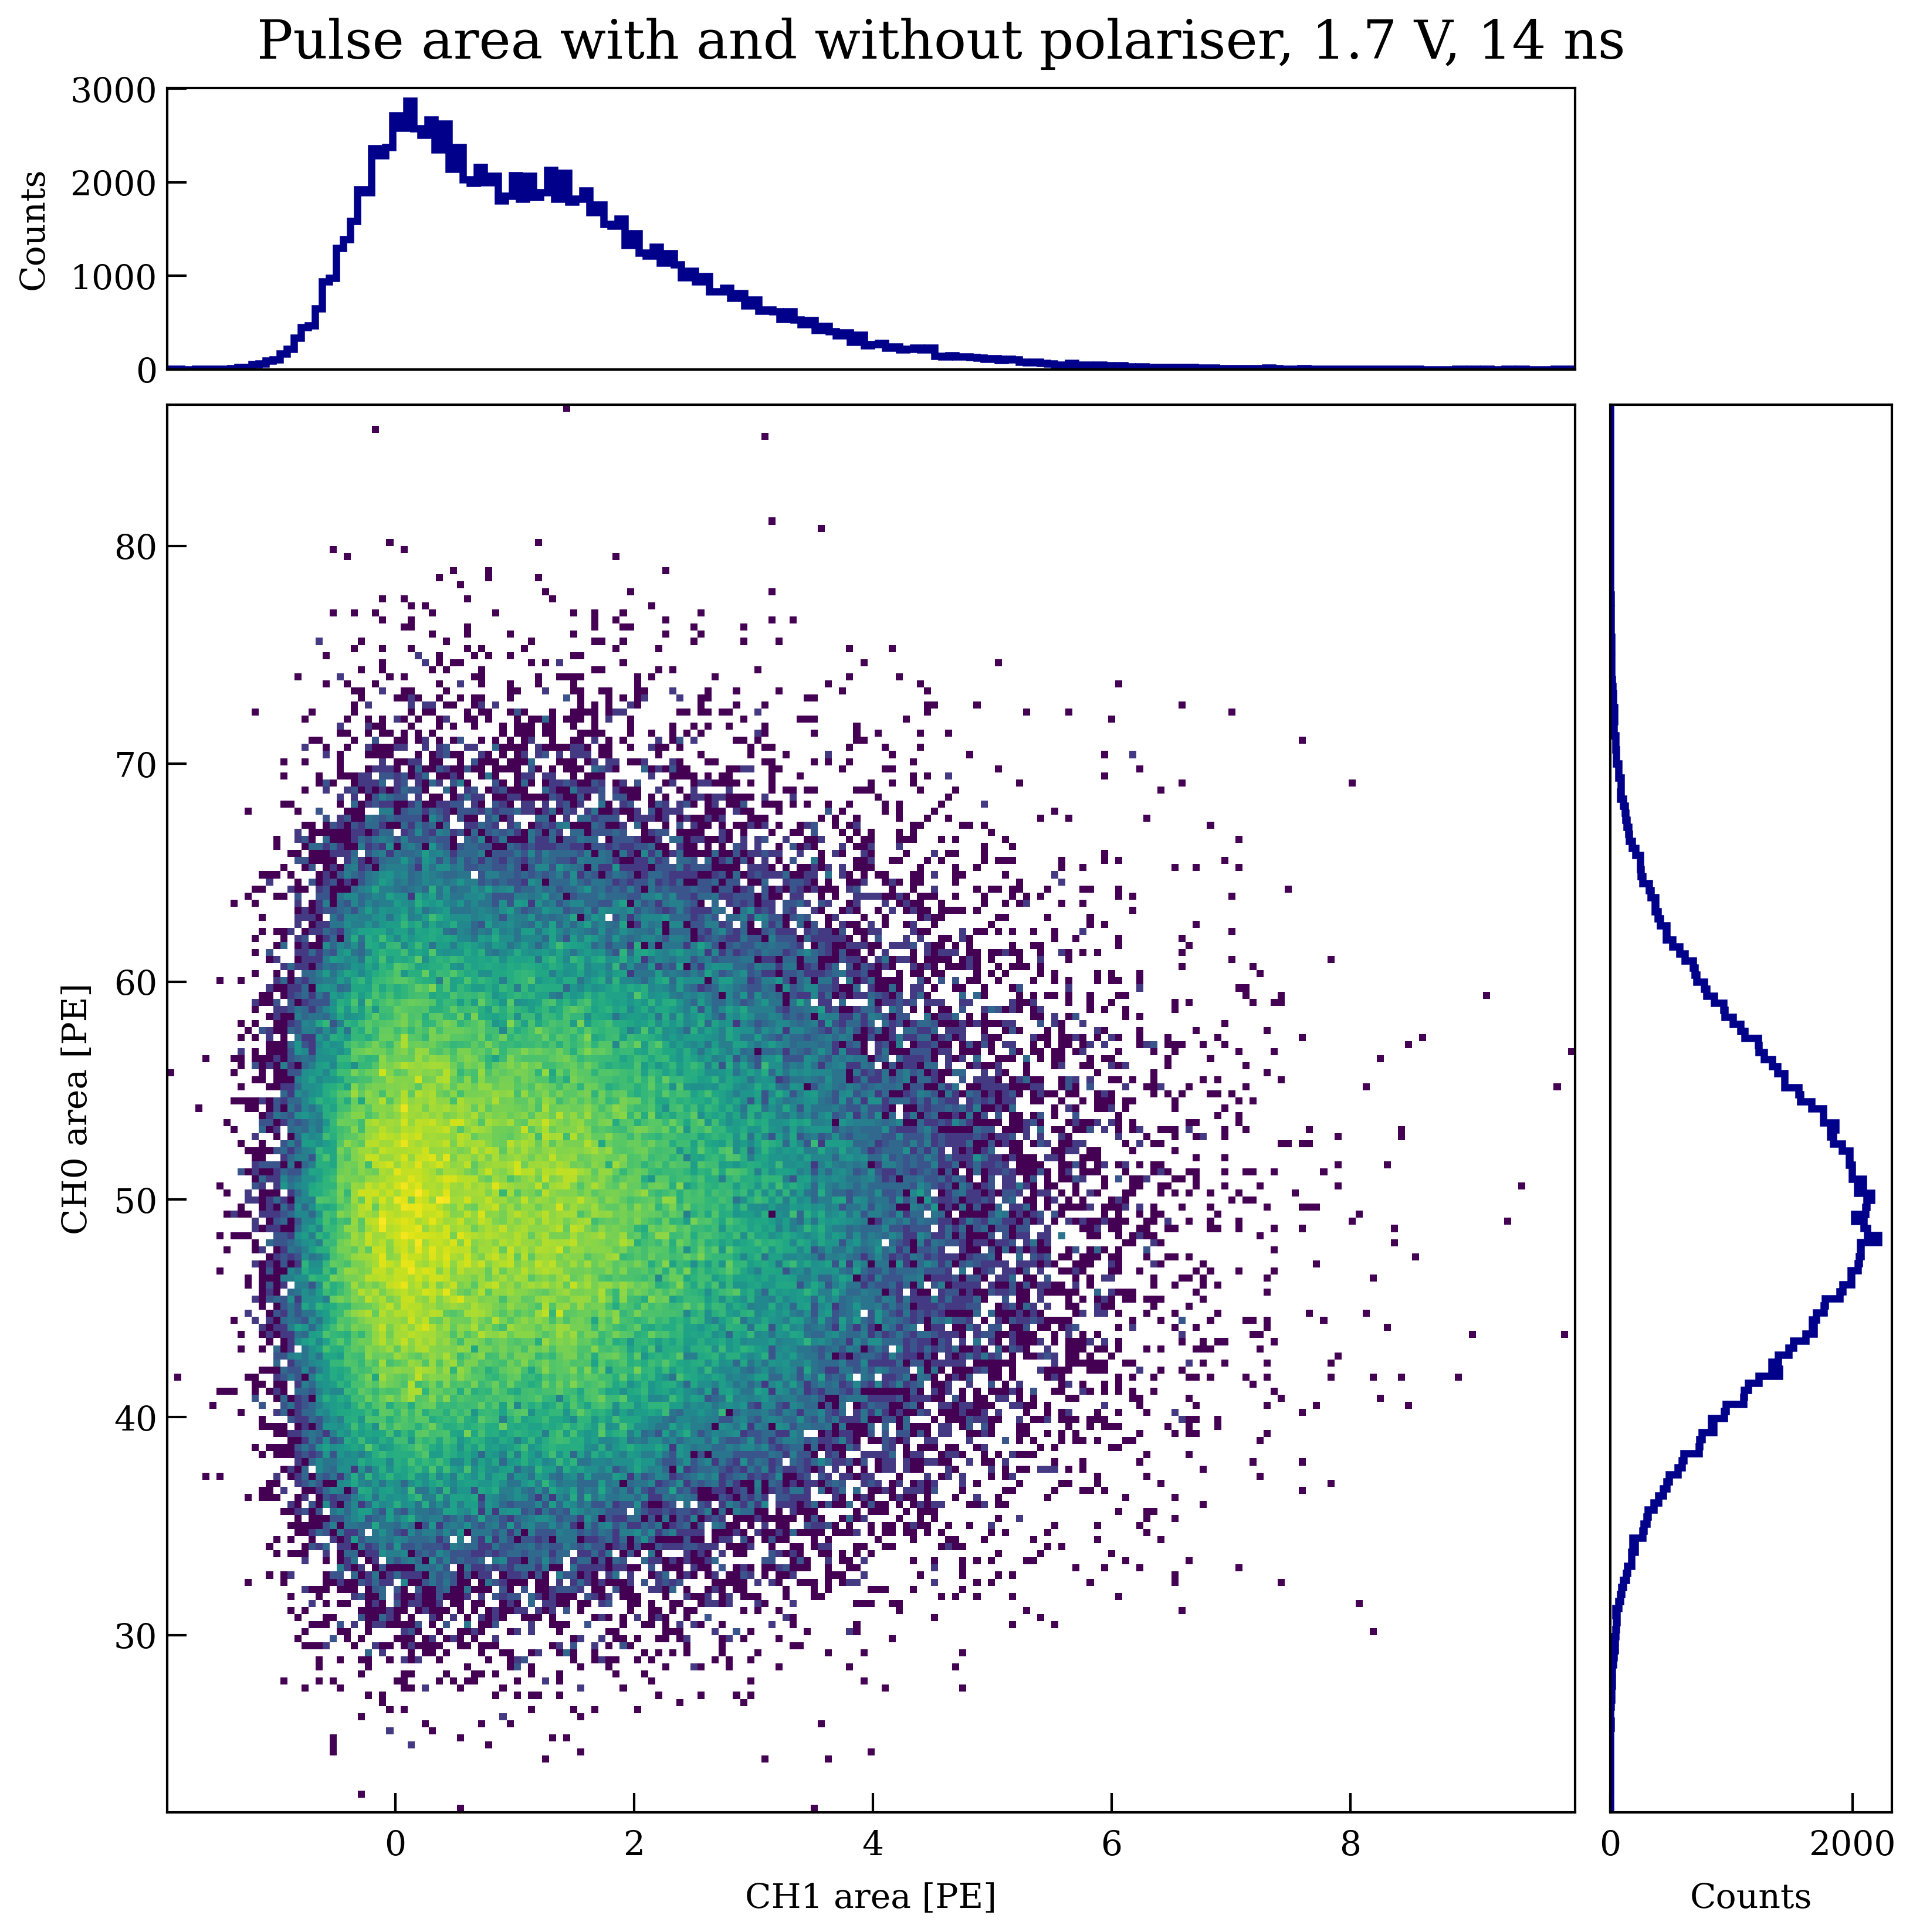 Pulse area with and without polariser, 1.7 V, 14 ns
3000
2000
1000
0
Counts
80
70
60
50
40
30
CH0 area [PE]
0 2 4 6 8
CH1 area [PE]
0 2000
Counts